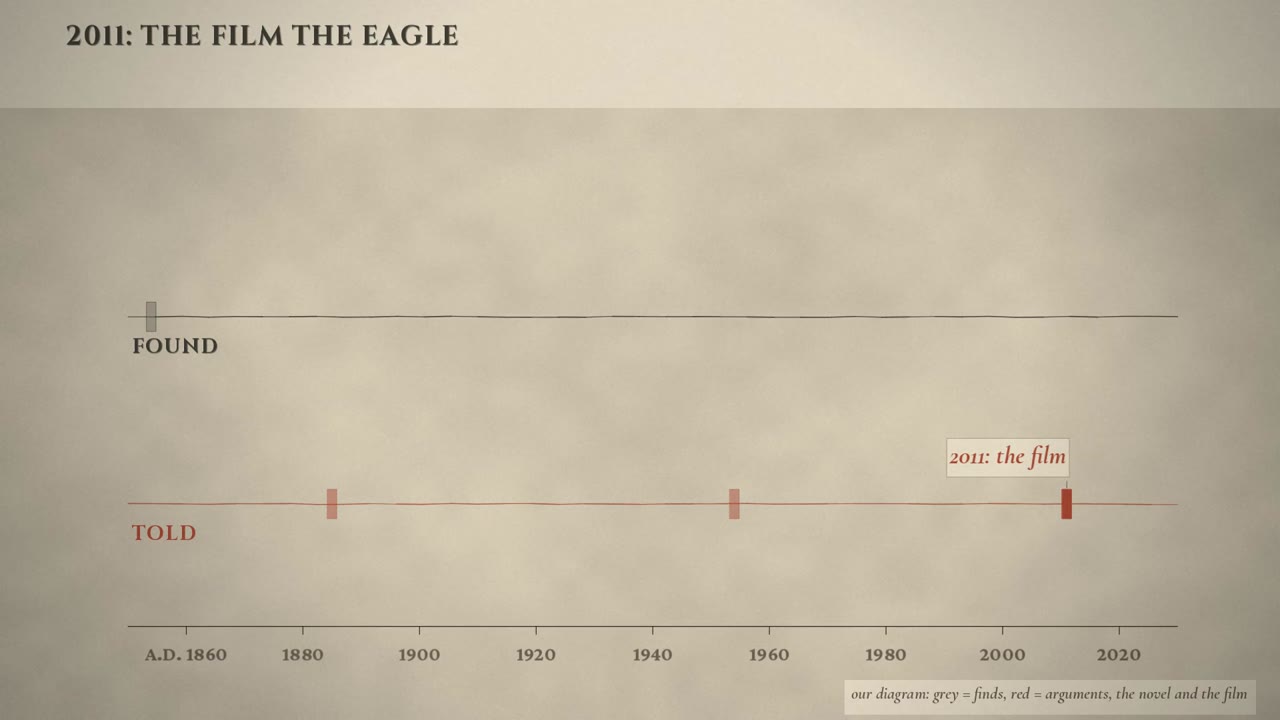 2011: THE FILM THE EAGLE
FOUND
2011: the film
TOLD
A.D. 1860 1880 1900 1920 1940 1960 1980 2000 2020
our diagram: grey = finds, red = arguments, the novel and the film